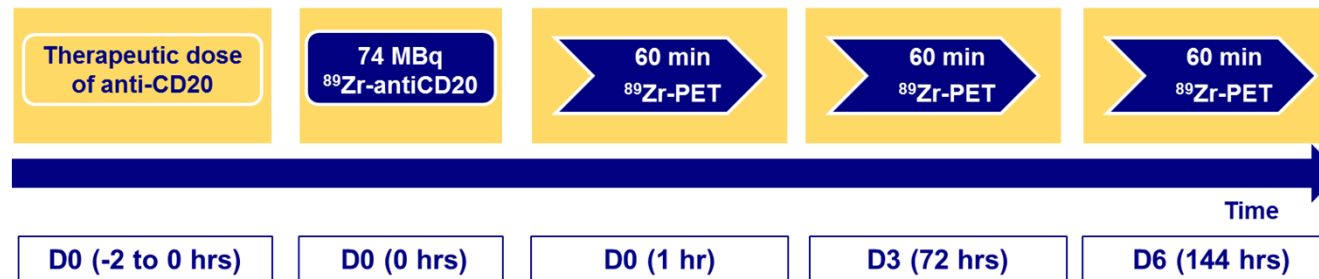 Therapeutic dose
of anti-CD20
74 MBq
⁸⁹Zr-antiCD20
60 min
⁸⁹Zr-PET
60 min
⁸⁹Zr-PET
60 min
⁸⁹Zr-PET
Time
D0 (-2 to 0 hrs)
D0 (0 hrs)
D0 (1 hr)
D3 (72 hrs)
D6 (144 hrs)